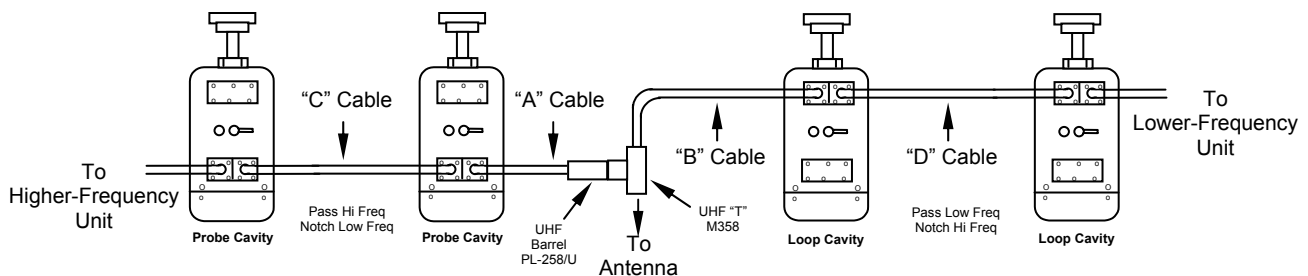 “C” Cable
“A” Cable
“B” Cable
“D” Cable
To
Higher-Frequency
Unit
Probe Cavity
Pass Hi Freq
Notch Low Freq
Probe Cavity
UHF
Barrel
PL-258/U
To
Antenna
UHF “T”
M358
Loop Cavity
Pass Low Freq
Notch Hi Freq
Loop Cavity
To
Lower-Frequency
Unit